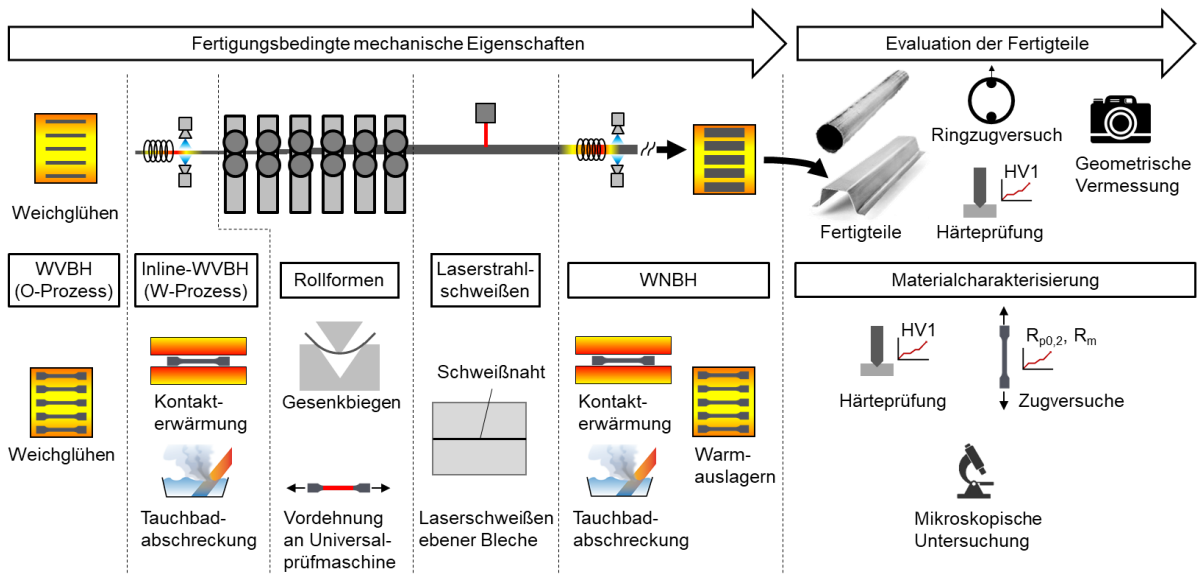 Fertigungsbedingte mechanische Eigenschaften
Evaluation der Fertigteile
Weichglühen
Fertigteile
Ringzugversuch
HV1
Härteprüfung
Geometrische
Vermessung
WVBH
(O-Prozess)
Inline-WVBH
(W-Prozess)
Rollformen
Laserstrahl-
schweißen
WNBH
Materialcharakterisierung
Weichglühen
Kontakt-
erwärmung
Tauchbad-
abschreckung
Gesenkbiegen
Vordehnung
an Universal-
prüfmaschine
Schweißnaht
Laserschweißen
ebener Bleche
Kontakt-
erwärmung
Tauchbad-
abschreckung
Warm-
auslagern
HV1
Härteprüfung
Rp0,2, Rm
Zugversuche
Mikroskopische
Untersuchung